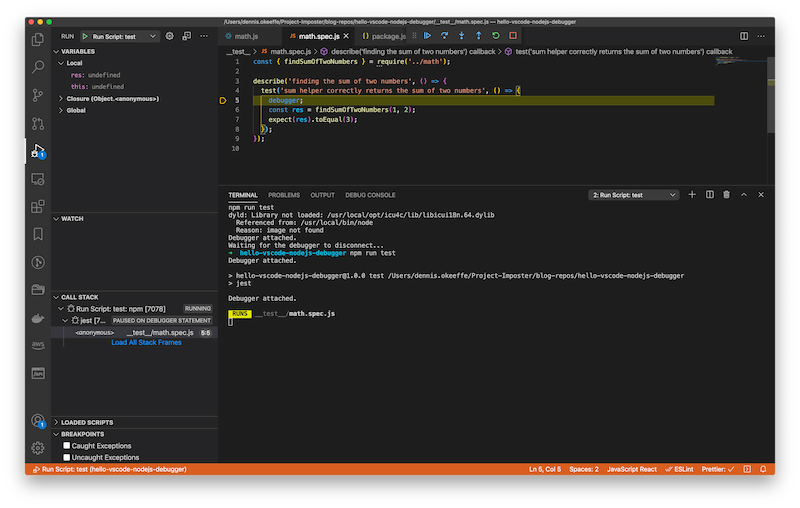 /Users/dennis.okeeffe/Project-Imposter/blog-repos/hello-vscode-nodejs-debugger/__test__/math.spec.js — hello-vscode-nodejs-debugger
RUN Run Script: test
math.js
math.spec.js
package.js
__test__ > math.spec.js > describe('finding the sum of two numbers') callback > test('sum helper correctly returns the sum of two numbers') callback
VARIABLES
Local
res: undefined
this: undefined
Closure (Object.<anonymous>)
Global
1 const { findSumOfTwoNumbers } = require('../math');
2
3 describe('finding the sum of two numbers', () => {
4 test('sum helper correctly returns the sum of two numbers', () => {
5 debugger;
6 const res = findSumOfTwoNumbers(1, 2);
7 expect(res).toEqual(3);
8 });
9 });
10
WATCH
CALL STACK
Run Script: test: npm [7078] RUNNING
jest [7... PAUSED ON DEBUGGER STATEMENT
<anonymous> __test__/math.spec.js 5:5
Load All Stack Frames
LOADED SCRIPTS
BREAKPOINTS
Caught Exceptions
Uncaught Exceptions
TERMINAL PROBLEMS OUTPUT DEBUG CONSOLE 2: Run Script: test
npm run test
dyld: Library not loaded: /usr/local/opt/icu4c/lib/libicui18n.64.dylib
Referenced from: /usr/local/bin/node
Reason: image not found
Debugger attached.
Waiting for the debugger to disconnect...
→ hello-vscode-nodejs-debugger npm run test
Debugger attached.
> hello-vscode-nodejs-debugger@1.0.0 test /Users/dennis.okeeffe/Project-Imposter/blog-repos/hello-vscode-nodejs-debugger
> jest
Debugger attached.
RUNS __test__/math.spec.js
aws
1
1
Run Script: test (hello-vscode-nodejs-debugger)
Ln 5, Col 5 Spaces: 2 JavaScript React ESLint Prettier: ✓